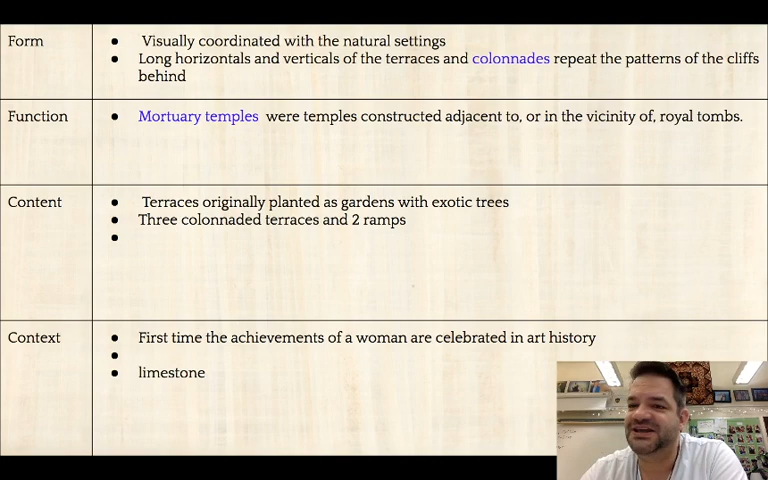 Form
● Visually coordinated with the natural settings
● Long horizontals and verticals of the terraces and colonnades repeat the patterns of the cliffs
behind
Function
● Mortuary temples were temples constructed adjacent to, or in the vicinity of, royal tombs.
Content
● Terraces originally planted as gardens with exotic trees
● Three colonnaded terraces and 2 ramps
●
Context
● First time the achievements of a woman are celebrated in art history
●
● limestone